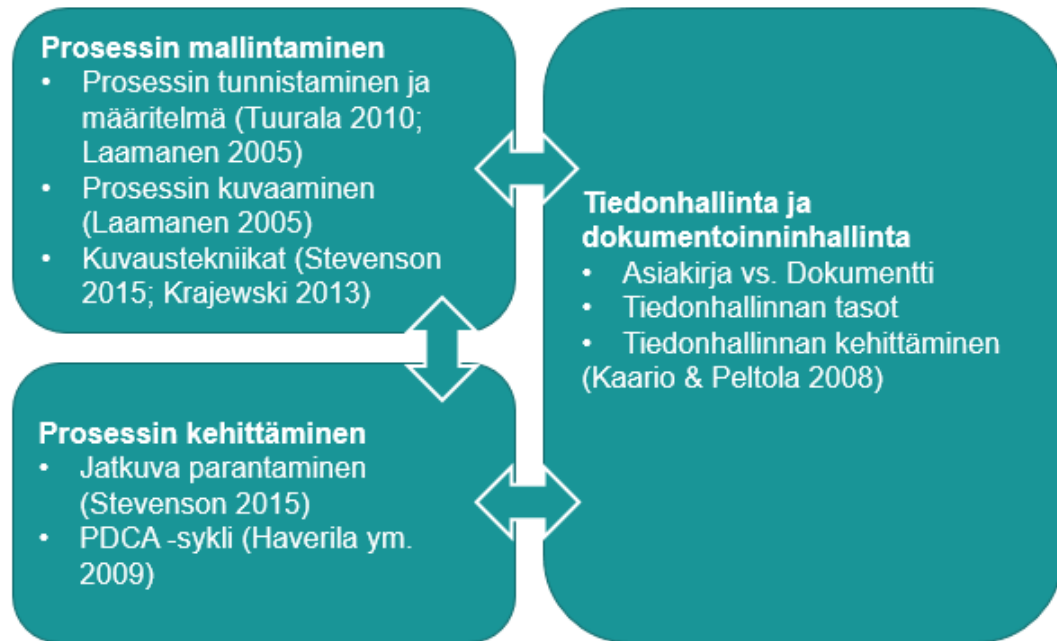 Prosessin mallintaminen
• Prosessin tunnistaminen ja
määritelmä (Tuurala 2010;
Laamanen 2005)
• Prosessin kuvaaminen
(Laamanen 2005)
• Kuvaustekniikat (Stevenson
2015; Krajewski 2013)
Prosessin kehittäminen
• Jatkuva parantaminen
(Stevenson 2015)
• PDCA -sykli (Haverila ym.
2009)
Tiedonhallinta ja
dokumentoinninhallinta
• Asiakirja vs. Dokumentti
• Tiedonhallinnan tasot
• Tiedonhallinnan kehittäminen
(Kaario & Peltola 2008)